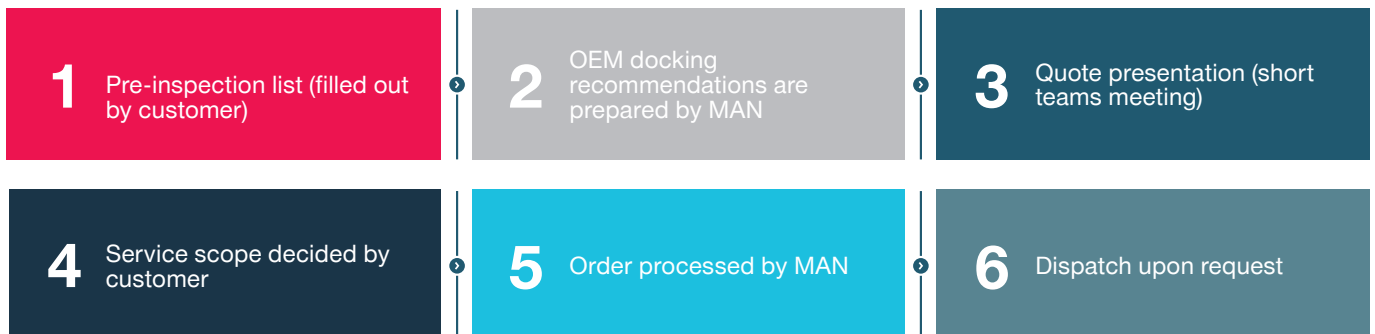 1
Pre-inspection list (filled out
by customer)
2
OEM docking
recommendations are
prepared by MAN
3
Quote presentation (short
teams meeting)
4
Service scope decided by
customer
5
Order processed by MAN
6
Dispatch upon request